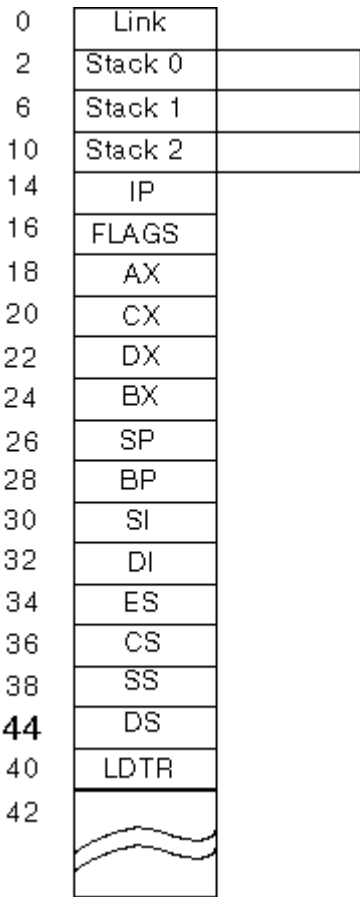 0 Link
2 Stack 0
6 Stack 1
10 Stack 2
14 IP
16 FLAGS
18 AX
20 CX
22 DX
24 BX
26 SP
28 BP
30 SI
32 DI
34 ES
36 CS
38 SS
44 DS
40 LDTR
42